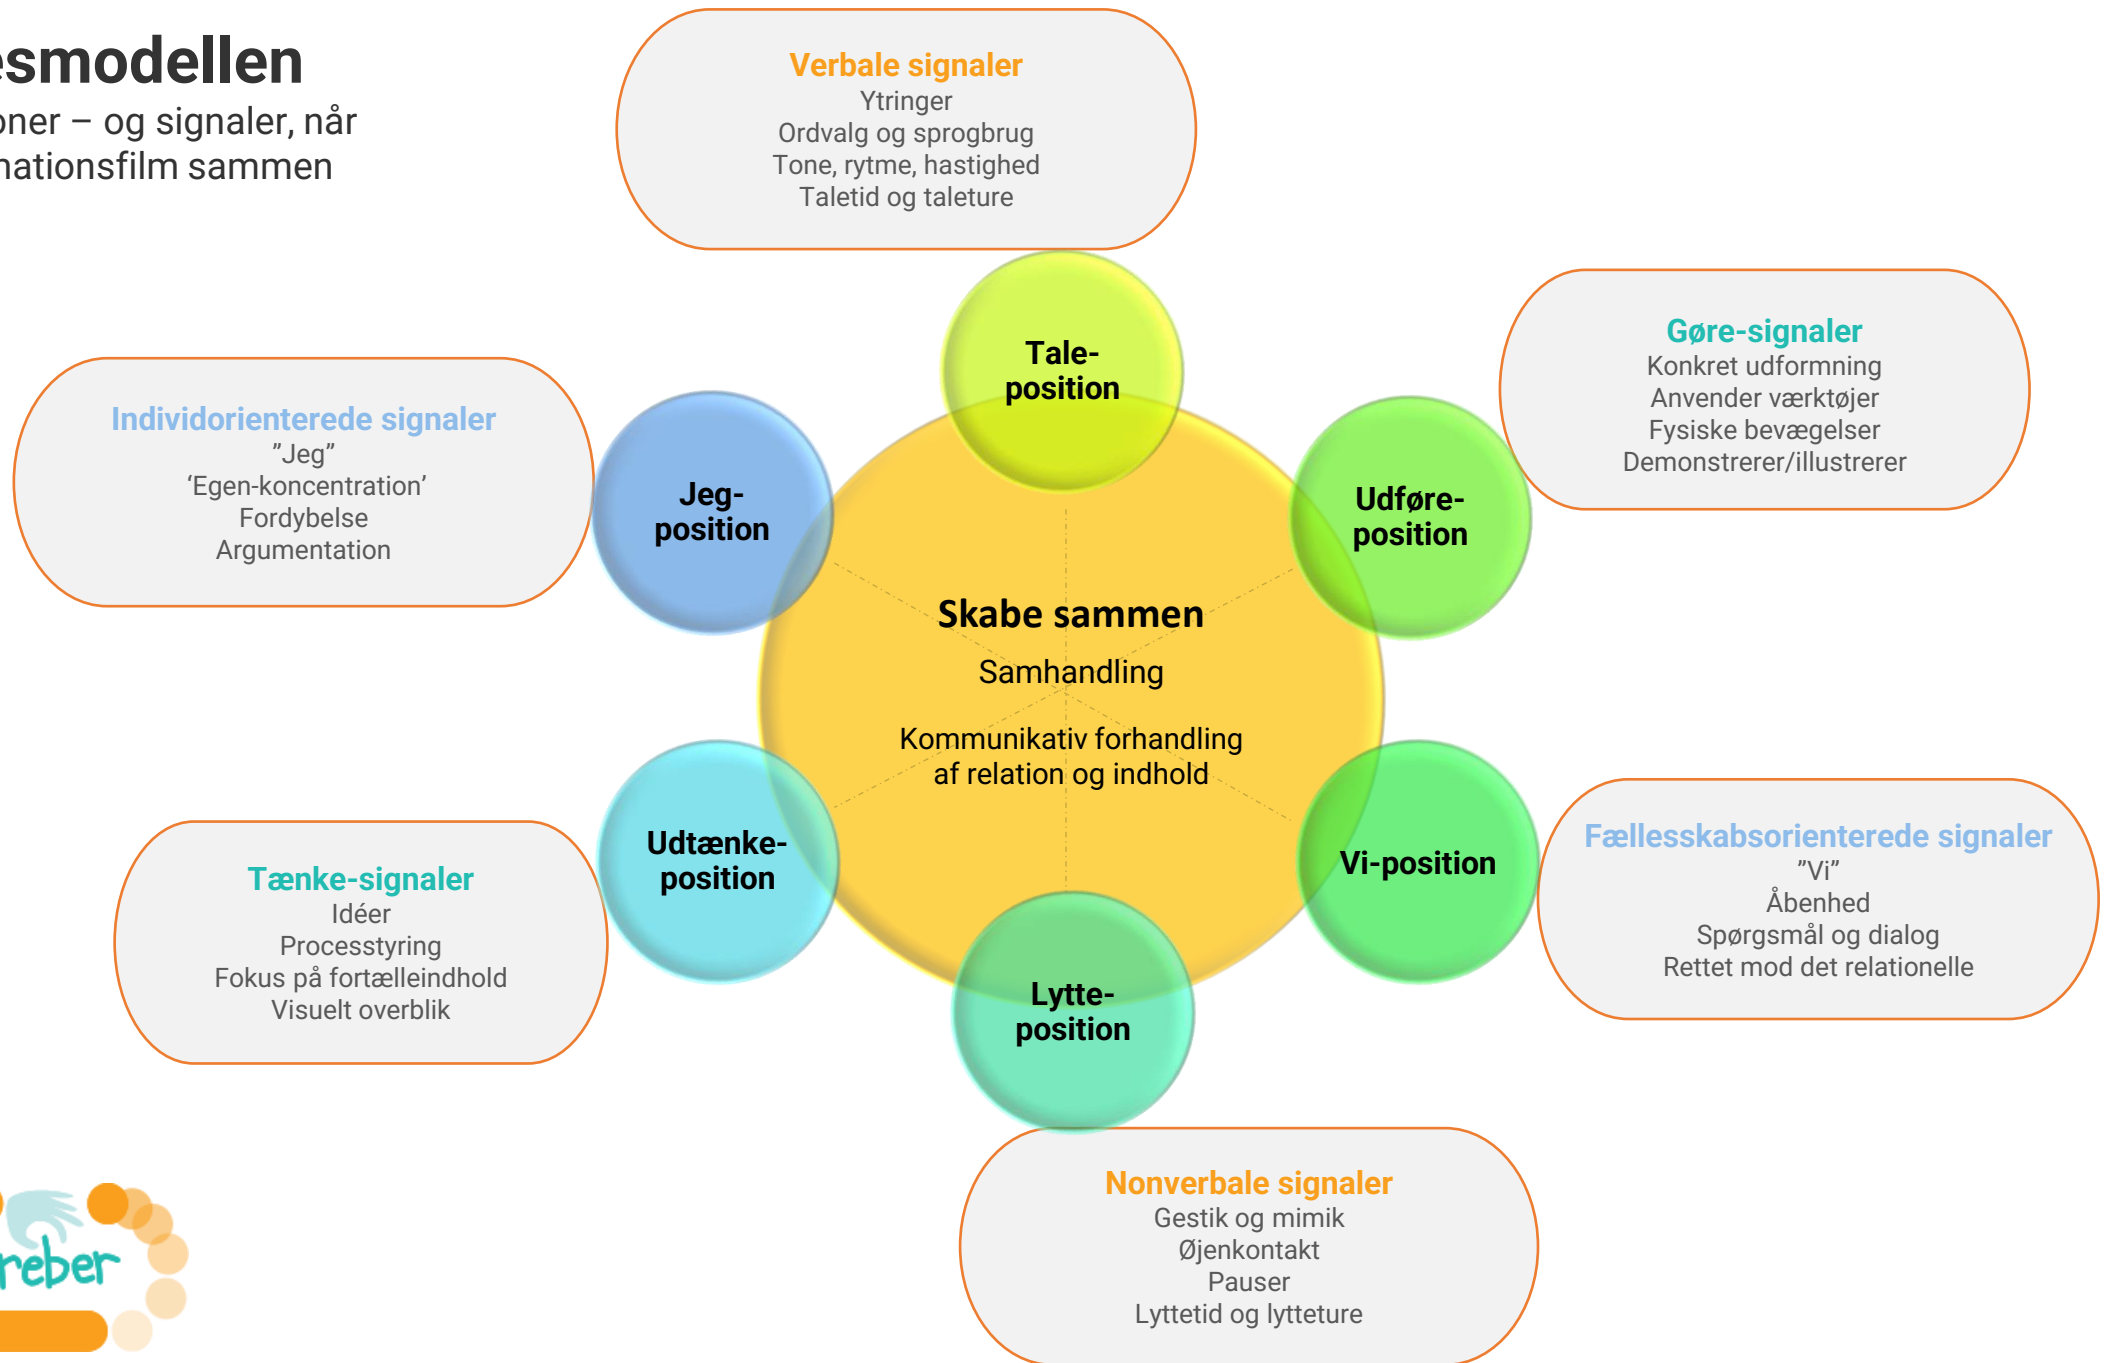 esmodellen
oner – og signaler, når
nationsfilm sammen
Verbale signaler
Ytringer
Ordvalg og sprogbrug
Tone, rytme, hastighed
Taletid og taleture
Tale-
position
Gøre-signaler
Konkret udformning
Anvender værktøjer
Fysiske bevægelser
Demonstrerer/illustrerer
Individorienterede signaler
”Jeg”
‘Egen-koncentration’
Fordybelse
Argumentation
Jeg-
position
Udføre-
position
Skabe sammen
Samhandling
Kommunikativ forhandling
af relation og indhold
Udtænke-
position
Vi-position
Fællesskabsorienterede signaler
”Vi”
Åbenhed
Spørgsmål og dialog
Rettet mod det relationelle
Tænke-signaler
Idéer
Processtyring
Fokus på fortælleindhold
Visuelt overblik
Lytte-
position
Nonverbale signaler
Gestik og mimik
Øjenkontakt
Pauser
Lyttetid og lytteture
reber